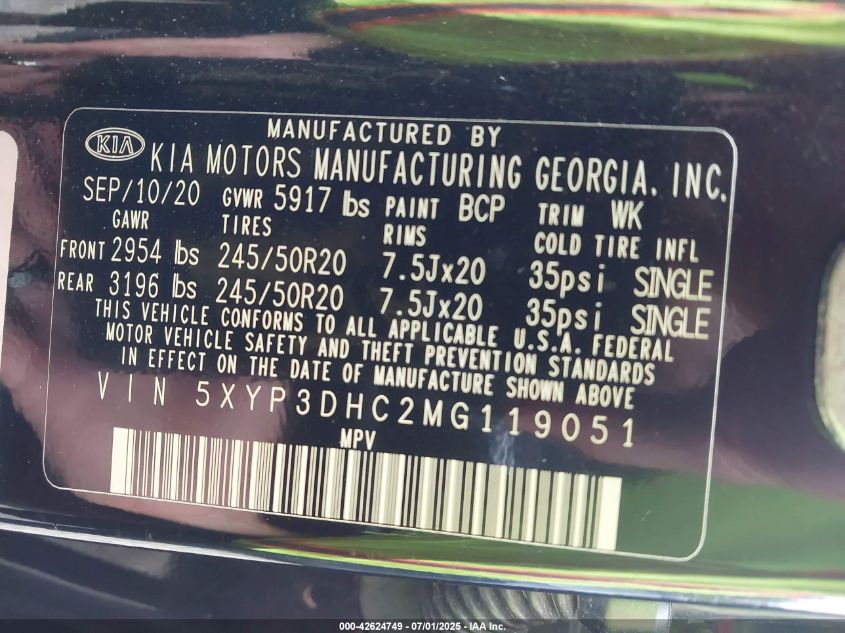 MANUFACTURED BY
KIA KIA MOTORS MANUFACTURING GEORGIA, INC.
SEP/10/20 GVWR 5917 lbs PAINT BCP TRIM WK
GAWR TIRES RIMS COLD TIRE INFL
FRONT 2954 lbs 245/50R20 7.5Jx20 35psi SINGLE
REAR 3196 lbs 245/50R20 7.5Jx20 35psi SINGLE
THIS VEHICLE CONFORMS TO ALL APPLICABLE U.S.A. FEDERAL
MOTOR VEHICLE SAFETY AND THEFT PREVENTION STANDARDS
IN EFFECT ON THE DATE OF MANUFACTURE SHOWN ABOVE
VIN 5XYP3DHC2MG119051
MPV
000-42624749 - 07/01/2025 - IAA Inc.